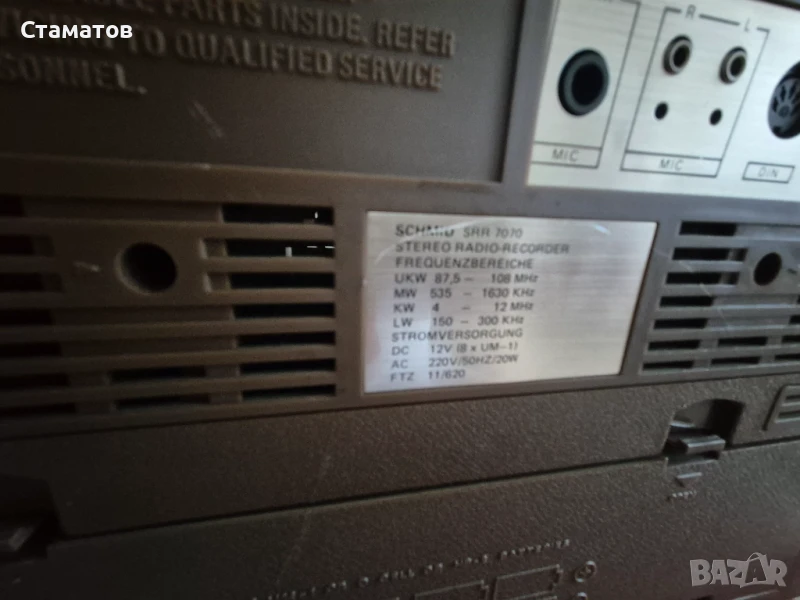 Стаматов
PARTS INSIDE. REFER
TO QUALIFIED SERVICE
R L
MIC
MIC
DIN
SCHMID SRR 7070
STEREO RADIO-RECORDER
FREQUENZBEREICHE
UKW 87,5 – 108 MHz
MW 535 – 1630 KHz
KW 4 – 12 MHz
LW 150 – 300 KHz
STROMVERSORGUNG
DC 12V (8 x UM-1)
AC 220V/50HZ/20W
FTZ 11/620
BAZAR